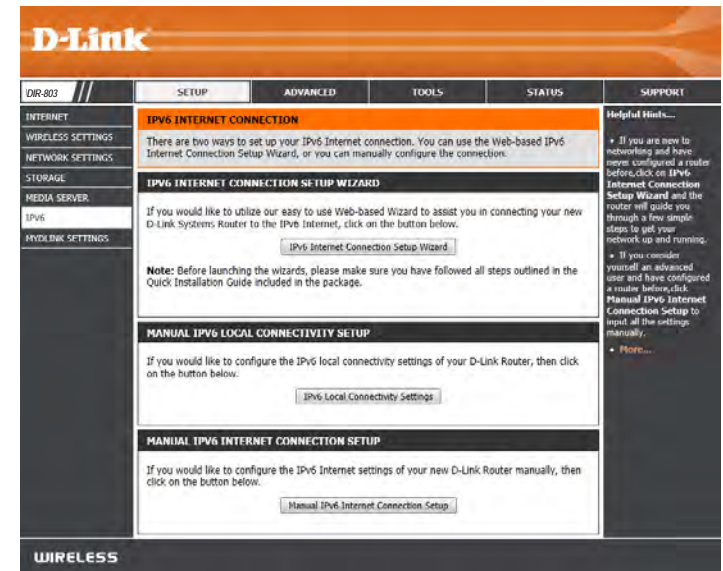 D-Link
DIR-803
SETUP
ADVANCED
TOOLS
STATUS
SUPPORT
INTERNET
WIRELESS SETTINGS
NETWORK SETTINGS
STORAGE
MEDIA SERVER
IPV6
MYDLINK SETTINGS
IPV6 INTERNET CONNECTION
There are two ways to set up your IPv6 Internet connection. You can use the Web-based IPv6
Internet Connection Setup Wizard, or you can manually configure the connection.
IPV6 INTERNET CONNECTION SETUP WIZARD
If you would like to utilize our easy to use Web-based Wizard to assist you in connecting your new
D-Link Systems Router to the IPv6 Internet, click on the button below.
IPv6 Internet Connection Setup Wizard
Note: Before launching the wizards, please make sure you have followed all steps outlined in the
Quick Installation Guide included in the package.
MANUAL IPV6 LOCAL CONNECTIVITY SETUP
If you would like to configure the IPv6 local connectivity settings of your D-Link Router, then click
on the button below.
IPv6 Local Connectivity Settings
MANUAL IPV6 INTERNET CONNECTION SETUP
If you would like to configure the IPv6 Internet settings of your new D-Link Router manually, then
click on the button below.
Manual IPv6 Internet Connection Setup
Helpful Hints...
• If you are new to
networking and have
never configured a router
before,click on IPv6
Internet Connection
Setup Wizard and the
router will guide you
through a few simple
steps to get your
network up and running.
• If you consider
yourself an advanced
user and have configured
a router before,click
Manual IPv6 Internet
Connection Setup to
input all the settings
manually.
• More...
WIRELESS